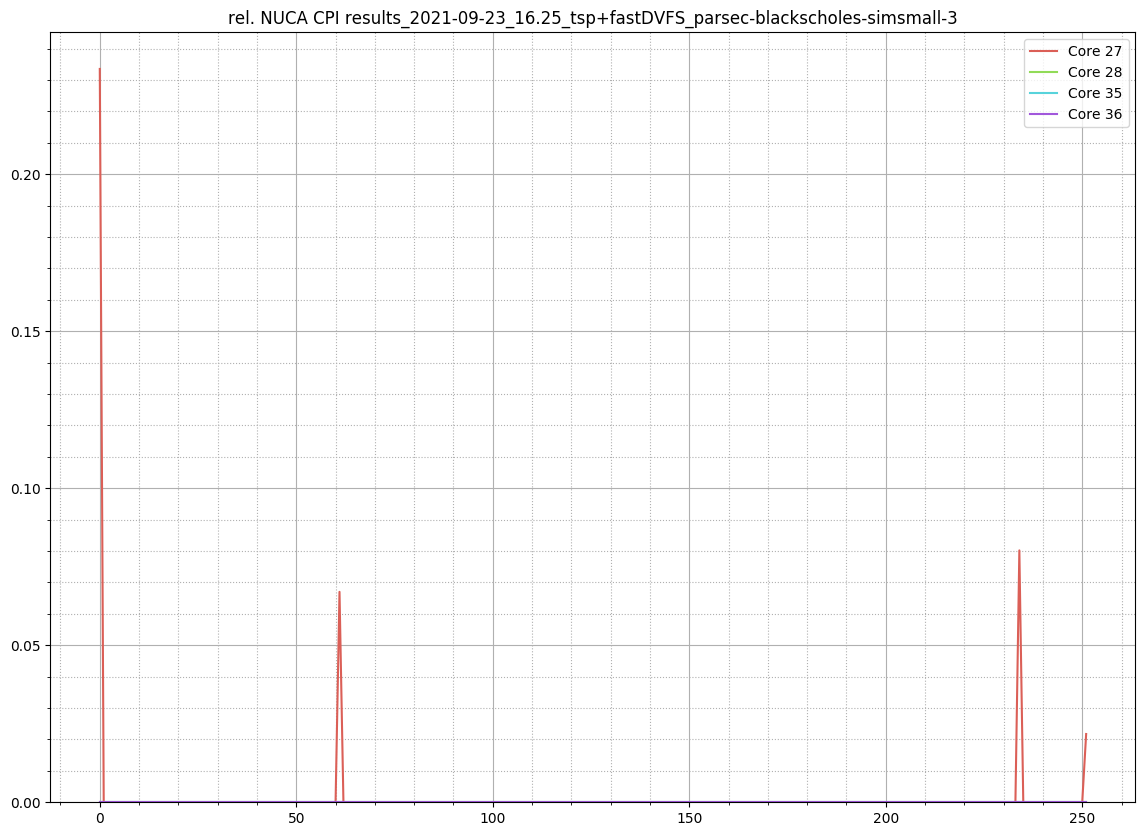 rel. NUCA CPI results_2021-09-23_16.25_tsp+fastDVFS_parsec-blackscholes-simsmall-3
Core 27
Core 28
Core 35
Core 36
0.20
0.15
0.10
0.05
0.00
0 50 100 150 200 250